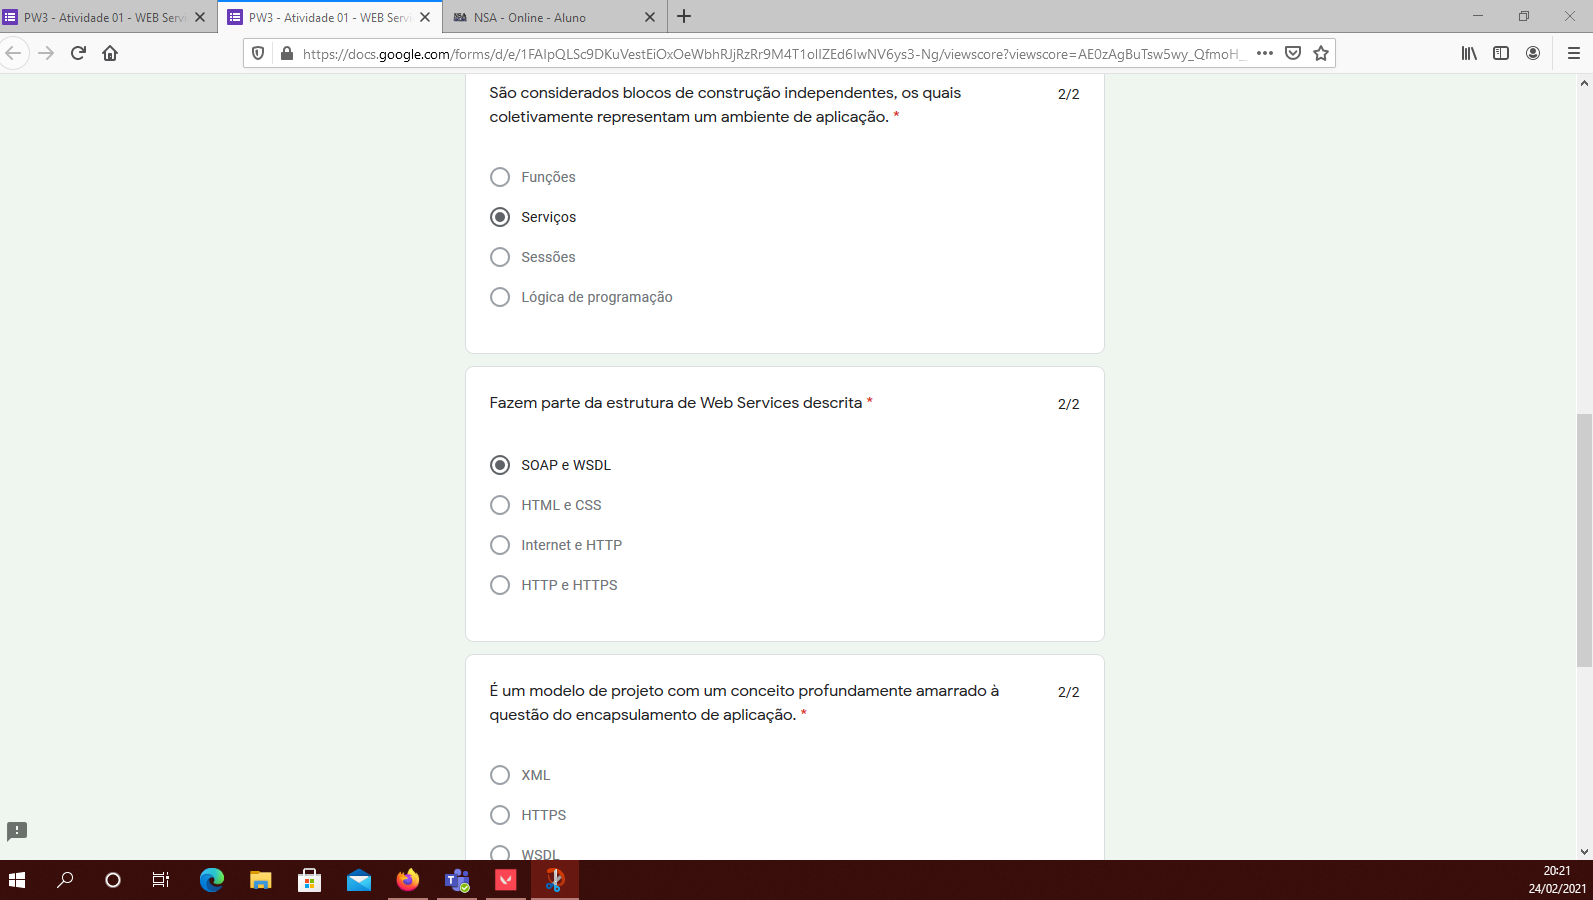 PW3 - Atividade 01 - WEB Servi
PW3 - Atividade 01 - WEB Servi
NSA - Online - Aluno
https://docs.google.com/forms/d/e/1FAIpQLSc9DKuVestEiOxOeWbhRJjRzRr9M4T1oIlZEd6IwNV6ys3-Ng/viewscore?viewscore=AE0zAgBuTsw5wy_QfmoH_
São considerados blocos de construção independentes, os quais
coletivamente representam um ambiente de aplicação. *
2/2
Funções
Serviços
Sessões
Lógica de programação
Fazem parte da estrutura de Web Services descrita *
2/2
SOAP e WSDL
HTML e CSS
Internet e HTTP
HTTP e HTTPS
É um modelo de projeto com um conceito profundamente amarrado à
questão do encapsulamento de aplicação. *
2/2
XML
HTTPS
WSDL
20:21
24/02/2021